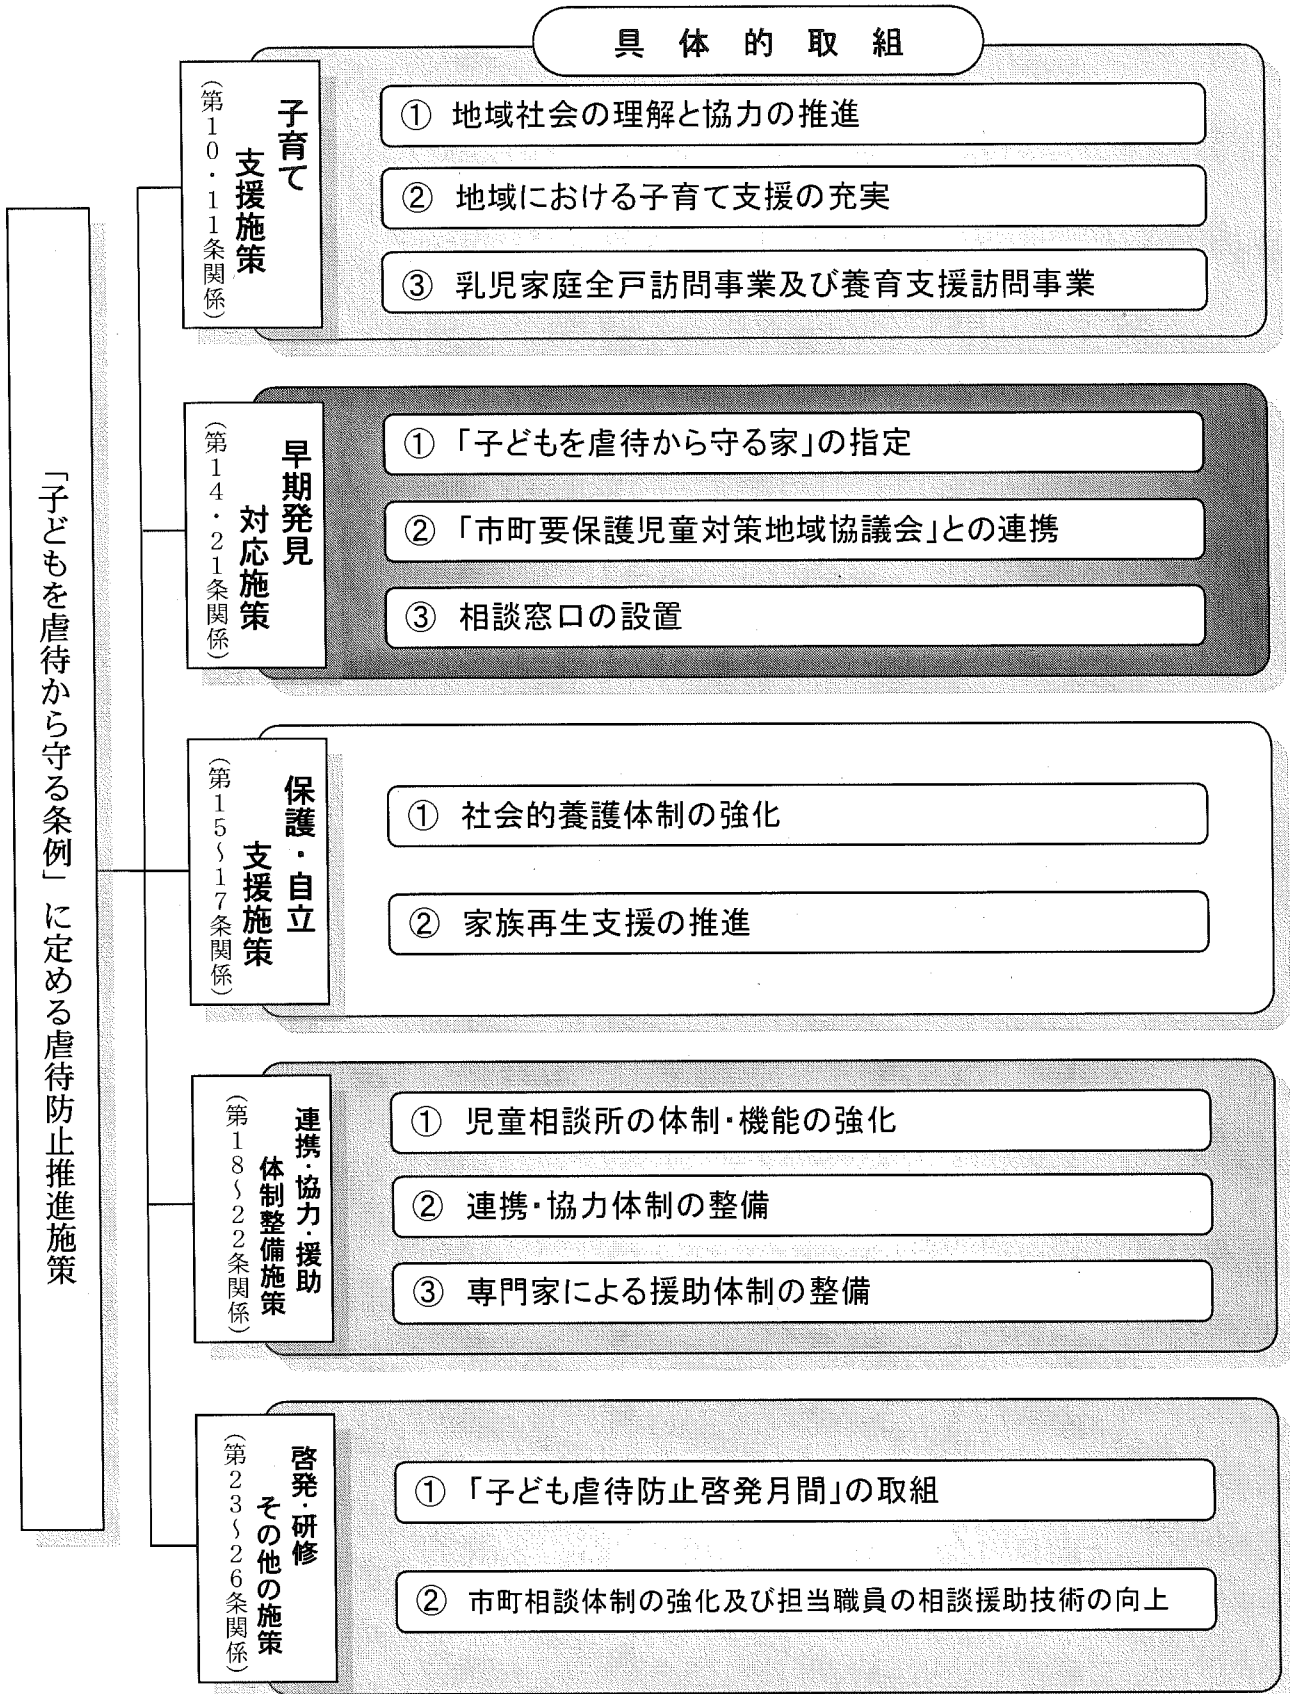 具体的取組
「子どもを虐待から守る条例」に定める虐待防止推進施策
子育て
支援施策
(第10・11条関係)
① 地域社会の理解と協力の推進
② 地域における子育て支援の充実
③ 乳児家庭全戸訪問事業及び養育支援訪問事業
早期発見
対応施策
(第14・21条関係)
① 「子どもを虐待から守る家」の指定
② 「市町要保護児童対策地域協議会」との連携
③ 相談窓口の設置
保護・自立
支援施策
(第15~17条関係)
① 社会的養護体制の強化
② 家族再生支援の推進
連携・協力・援助
体制整備施策
(第18~22条関係)
① 児童相談所の体制・機能の強化
② 連携・協力体制の整備
③ 専門家による援助体制の整備
啓発・研修
その他の施策
(第23~26条関係)
① 「子ども虐待防止啓発月間」の取組
② 市町相談体制の強化及び担当職員の相談援助技術の向上